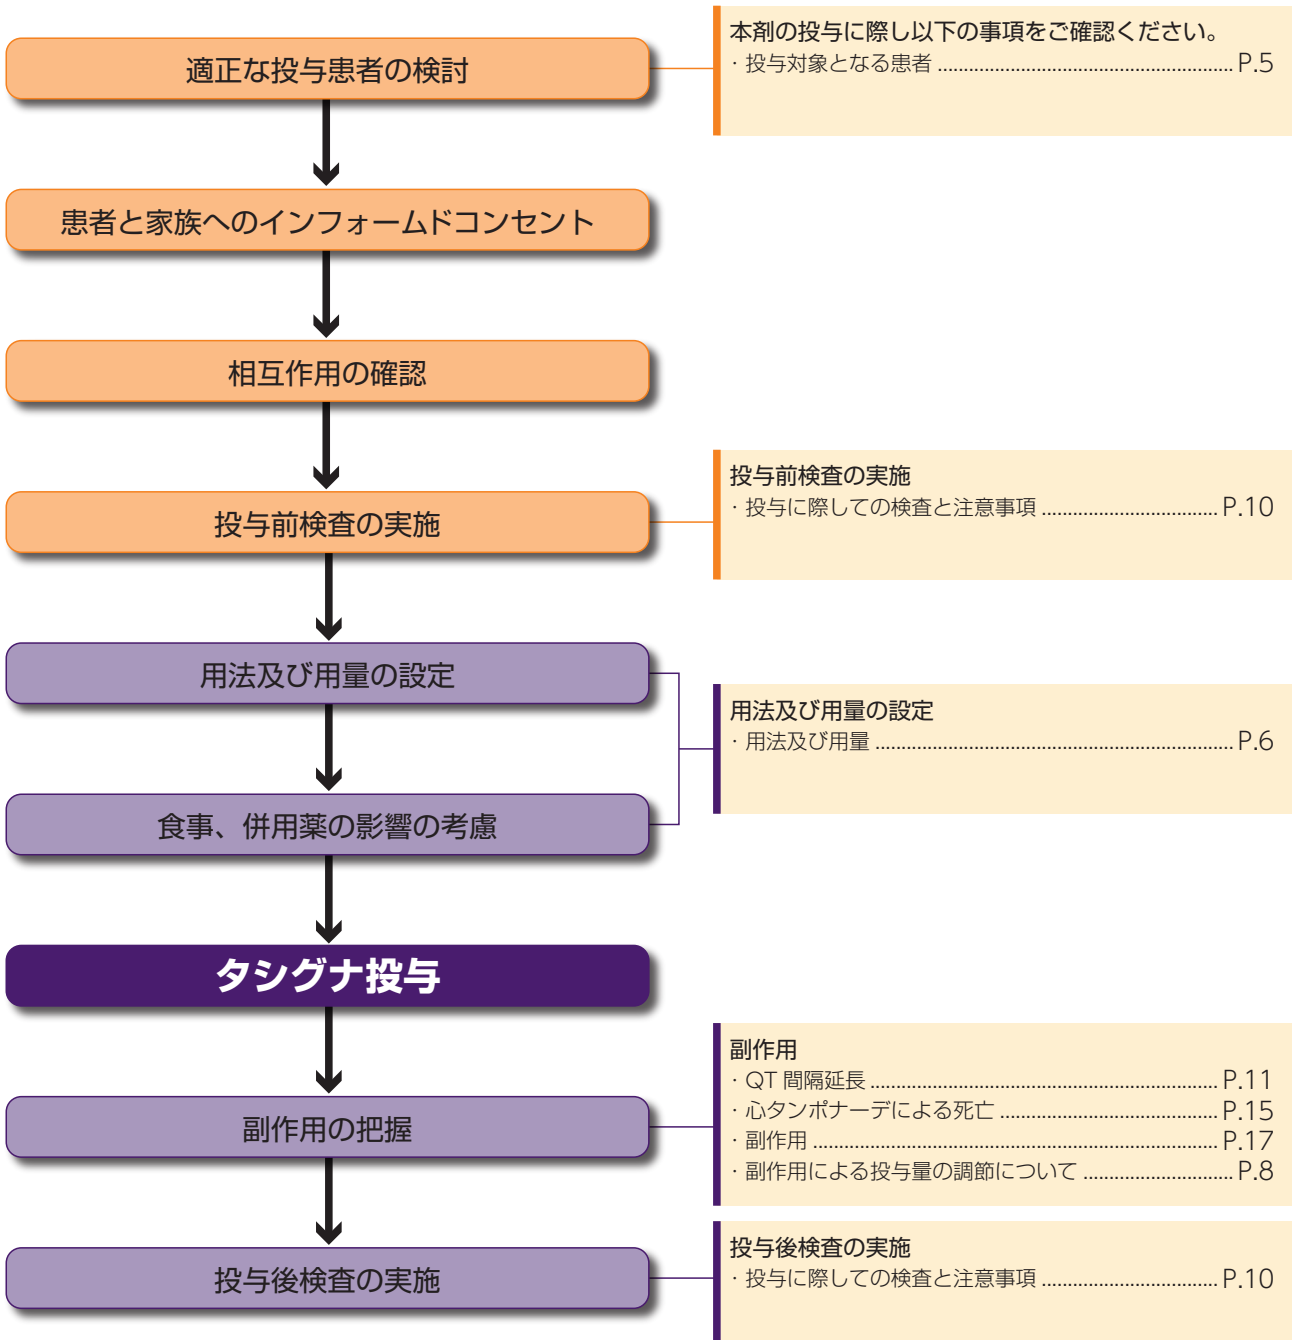 適正な投与患者の検討
本剤の投与に際し以下の事項をご確認ください。
・投与対象となる患者 ........................................................ P.5
患者と家族へのインフォームドコンセント
相互作用の確認
投与前検査の実施
投与前検査の実施
・投与に際しての検査と注意事項 .................................. P.10
用法及び用量の設定
食事、併用薬の影響の考慮
用法及び用量の設定
・用法及び用量 .................................................................... P.6
タシグナ投与
副作用の把握
副作用
・QT 間隔延長 ................................................................... P.11
・心タンポナーデによる死亡 .......................................... P.15
・副作用 .............................................................................. P.17
・副作用による投与量の調節について ............................. P.8
投与後検査の実施
投与後検査の実施
・投与に際しての検査と注意事項 .................................. P.10